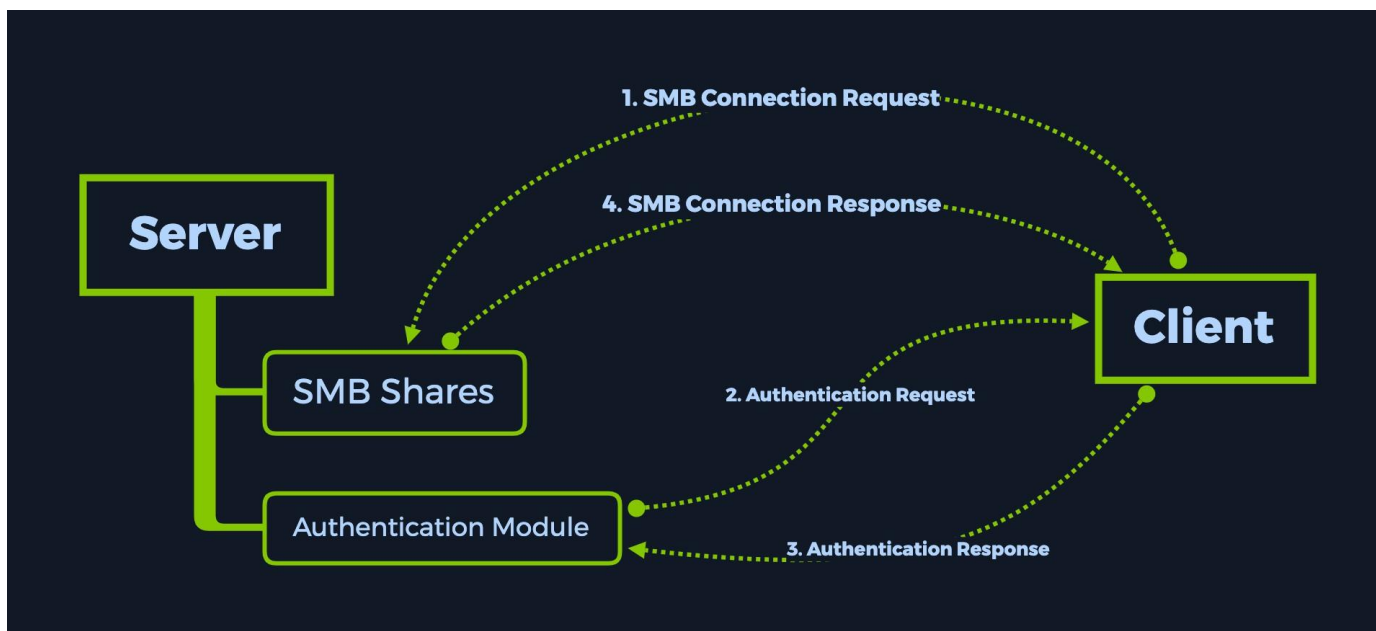 1. SMB Connection Request
4. SMB Connection Response
Server
Client
SMB Shares
2. Authentication Request
Authentication Module
3. Authentication Response